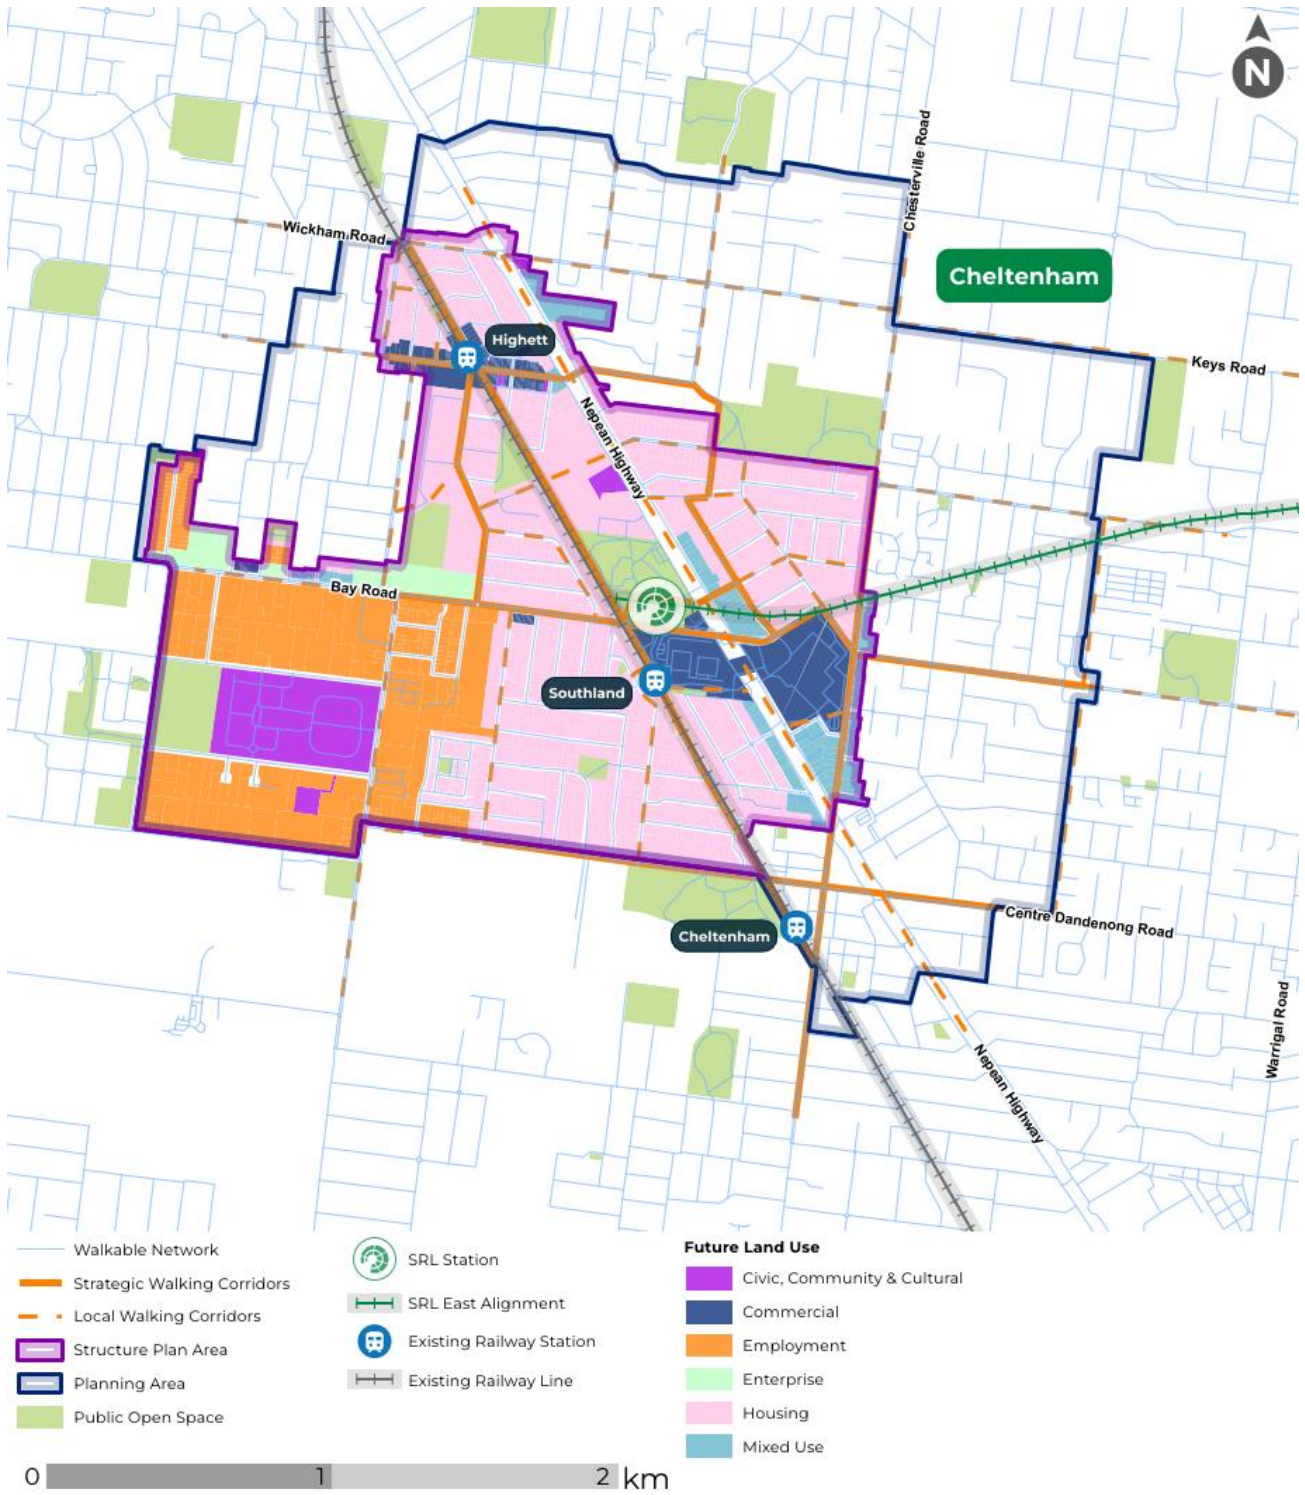 N
Chesterville Road
Wickham Road
Cheltenham
Highett
Keys Road
Nepean Highway
Bay Road
Southland
Cheltenham
Centre Dandenong Road
Warrigal Road
Nepean Highway
Walkable Network
Strategic Walking Corridors
Local Walking Corridors
Structure Plan Area
Planning Area
Public Open Space
SRL Station
SRL East Alignment
Existing Railway Station
Existing Railway Line
Future Land Use
Civic, Community & Cultural
Commercial
Employment
Enterprise
Housing
Mixed Use
0 1 2 km